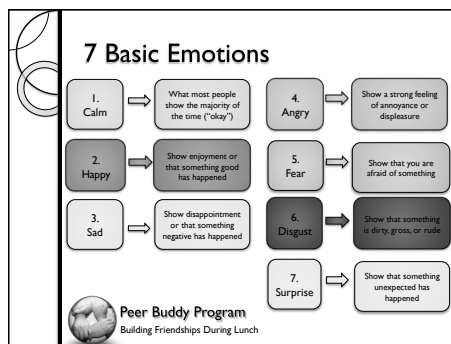 7 Basic Emotions
1.
Calm
What most people
show the majority of
the time ("okay")
2.
Happy
Show enjoyment or
that something good
has happened
3.
Sad
Show disappointment
or that something
negative has happened
4.
Angry
Show a strong feeling
of annoyance or
displeasure
5.
Fear
Show that you are
afraid of something
6.
Disgust
Show that something
is dirty, gross, or rude
7.
Surprise
Show that something
unexpected has
happened
Peer Buddy Program
Building Friendships During Lunch